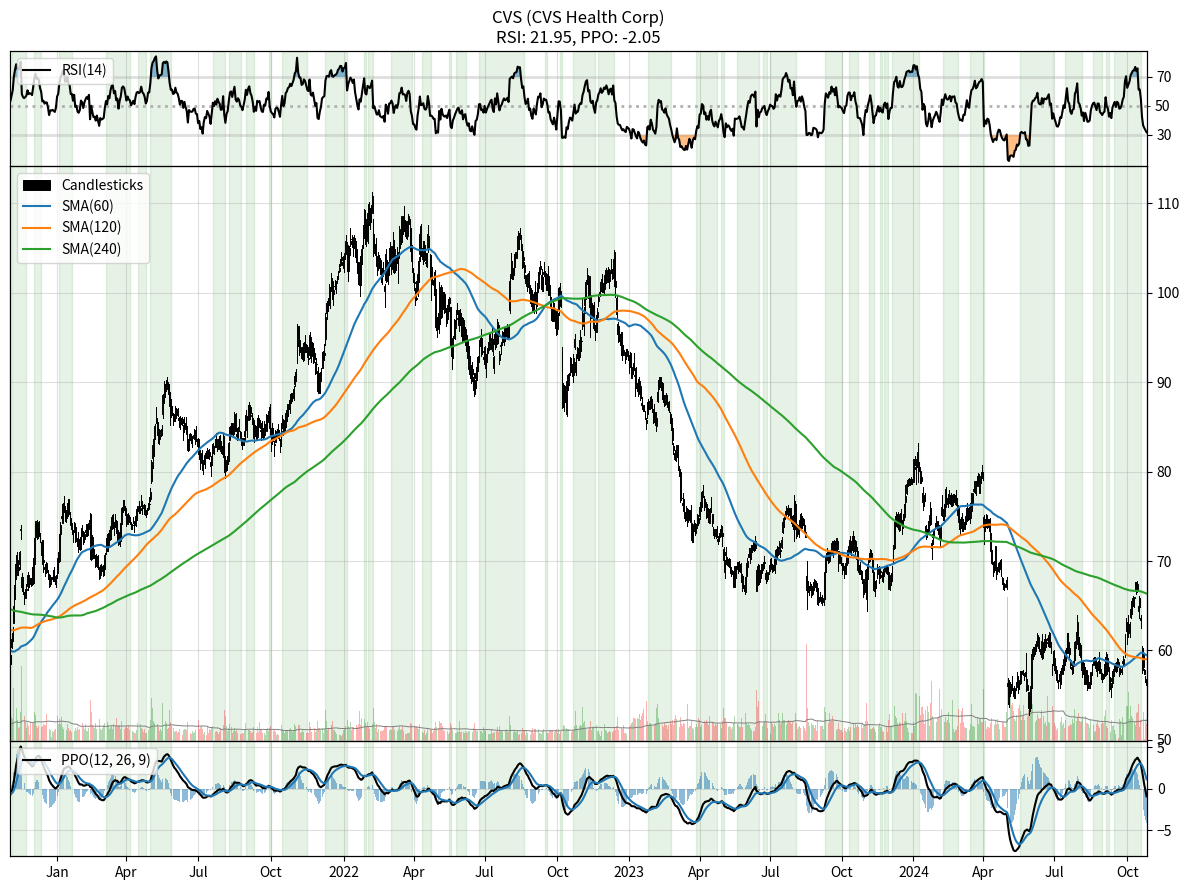 CVS (CVS Health Corp)
RSI: 21.95, PPO: -2.05
RSI(14)
70
50
30
Candlesticks
SMA(60)
SMA(120)
SMA(240)
110
100
90
80
70
60
50
PPO(12, 26, 9)
5
0
−5
Jan Apr Jul Oct 2022 Apr Jul Oct 2023 Apr Jul Oct 2024 Apr Jul Oct